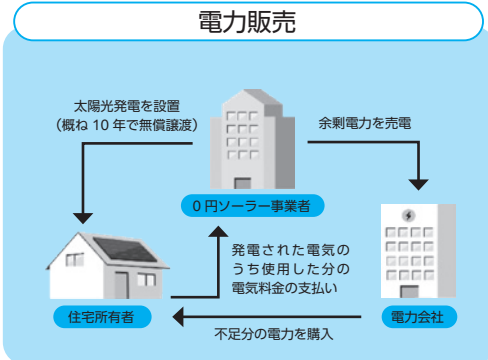 電力販売
太陽光発電を設置
(概ね 10 年で無償譲渡)
余剰電力を売電
0 円ソーラー事業者
発電された電気の
うち使用した分の
電気料金の支払い
住宅所有者
電力会社
不足分の電力を購入